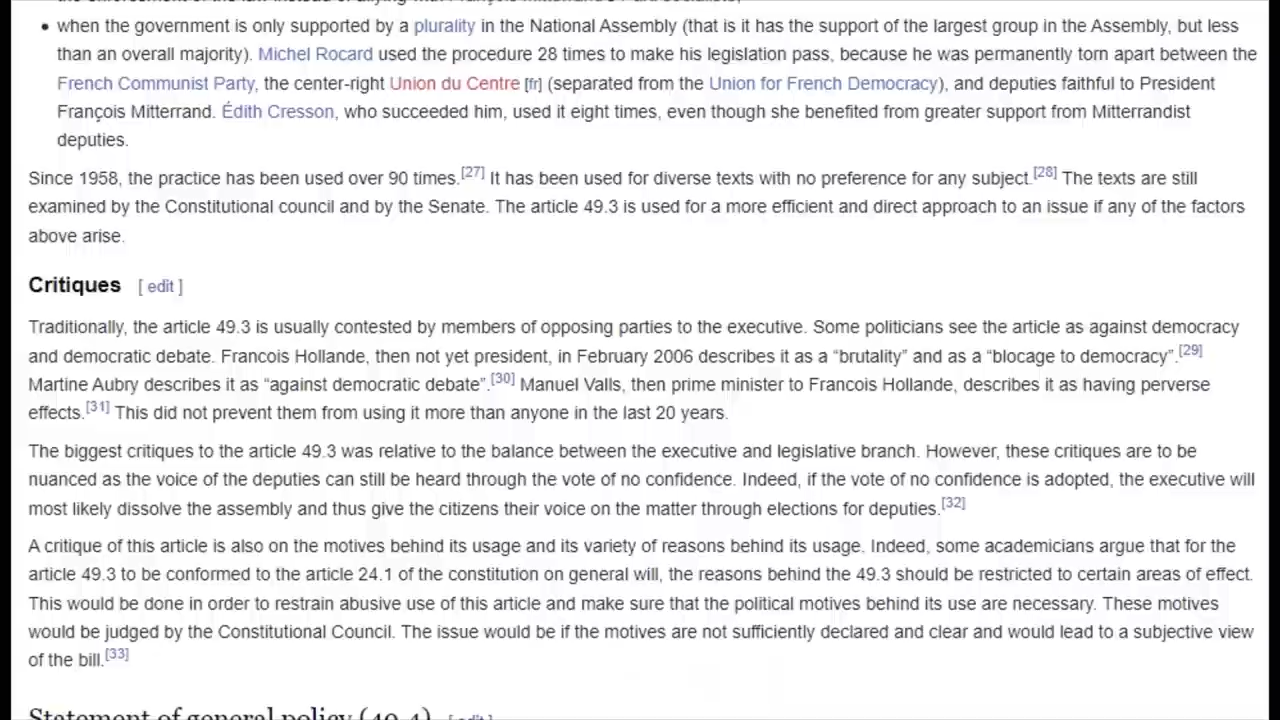 • when the government is only supported by a plurality in the National Assembly (that is it has the support of the largest group in the Assembly, but less
than an overall majority). Michel Rocard used the procedure 28 times to make his legislation pass, because he was permanently torn apart between the
French Communist Party, the center-right Union du Centre [fr] (separated from the Union for French Democracy), and deputies faithful to President
François Mitterrand. Édith Cresson, who succeeded him, used it eight times, even though she benefited from greater support from Mitterrandist
deputies.
Since 1958, the practice has been used over 90 times.[27] It has been used for diverse texts with no preference for any subject.[28] The texts are still
examined by the Constitutional council and by the Senate. The article 49.3 is used for a more efficient and direct approach to an issue if any of the factors
above arise.
Critiques [ edit ]
Traditionally, the article 49.3 is usually contested by members of opposing parties to the executive. Some politicians see the article as against democracy
and democratic debate. Francois Hollande, then not yet president, in February 2006 describes it as a “brutality” and as a “blocage to democracy”.[29]
Martine Aubry describes it as “against democratic debate”.[30] Manuel Valls, then prime minister to Francois Hollande, describes it as having perverse
effects.[31] This did not prevent them from using it more than anyone in the last 20 years.
The biggest critiques to the article 49.3 was relative to the balance between the executive and legislative branch. However, these critiques are to be
nuanced as the voice of the deputies can still be heard through the vote of no confidence. Indeed, if the vote of no confidence is adopted, the executive will
most likely dissolve the assembly and thus give the citizens their voice on the matter through elections for deputies.[32]
A critique of this article is also on the motives behind its usage and its variety of reasons behind its usage. Indeed, some academicians argue that for the
article 49.3 to be conformed to the article 24.1 of the constitution on general will, the reasons behind the 49.3 should be restricted to certain areas of effect.
This would be done in order to restrain abusive use of this article and make sure that the political motives behind its use are necessary. These motives
would be judged by the Constitutional Council. The issue would be if the motives are not sufficiently declared and clear and would lead to a subjective view
of the bill.[33]
Statement of general policy (49.4) [ edit ]